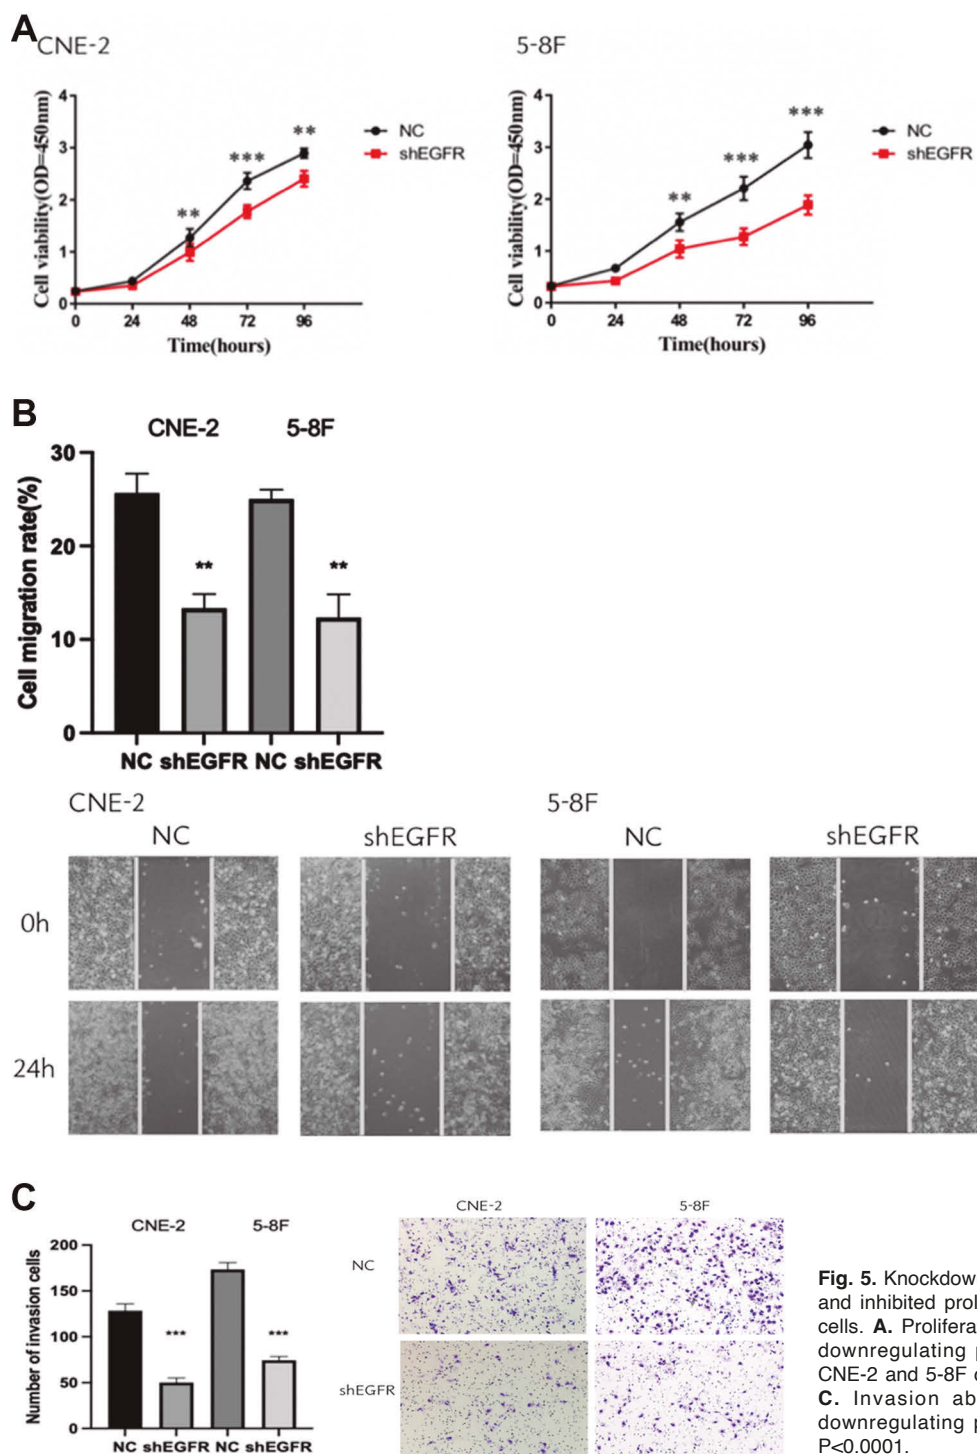 A
CNE-2
5-8F
Cell viability(OD=450nm)
4
3
2
1
0
**
***
**
NC
shEGFR
0 24 48 72 96
Time(hours)
Cell viability(OD=450nm)
4
3
2
1
0
**
***
***
NC
shEGFR
0 24 48 72 96
Time(hours)
B
CNE-2 5-8F
Cell migration rate(%)
30
20
10
0
** **
NC shEGFR NC shEGFR
CNE-2 5-8F
NC shEGFR NC shEGFR
0h
24h
C
CNE-2 5-8F
Number of invasion cells
200
150
100
50
0
*** ***
NC shEGFR NC shEGFR
CNE-2 5-8F
NC
shEGFR
Fig. 5. Knockdow
and inhibited prol
cells. A. Prolifera
downregulating p
CNE-2 and 5-8F c
C. Invasion ab
downregulating p
P<0.0001.